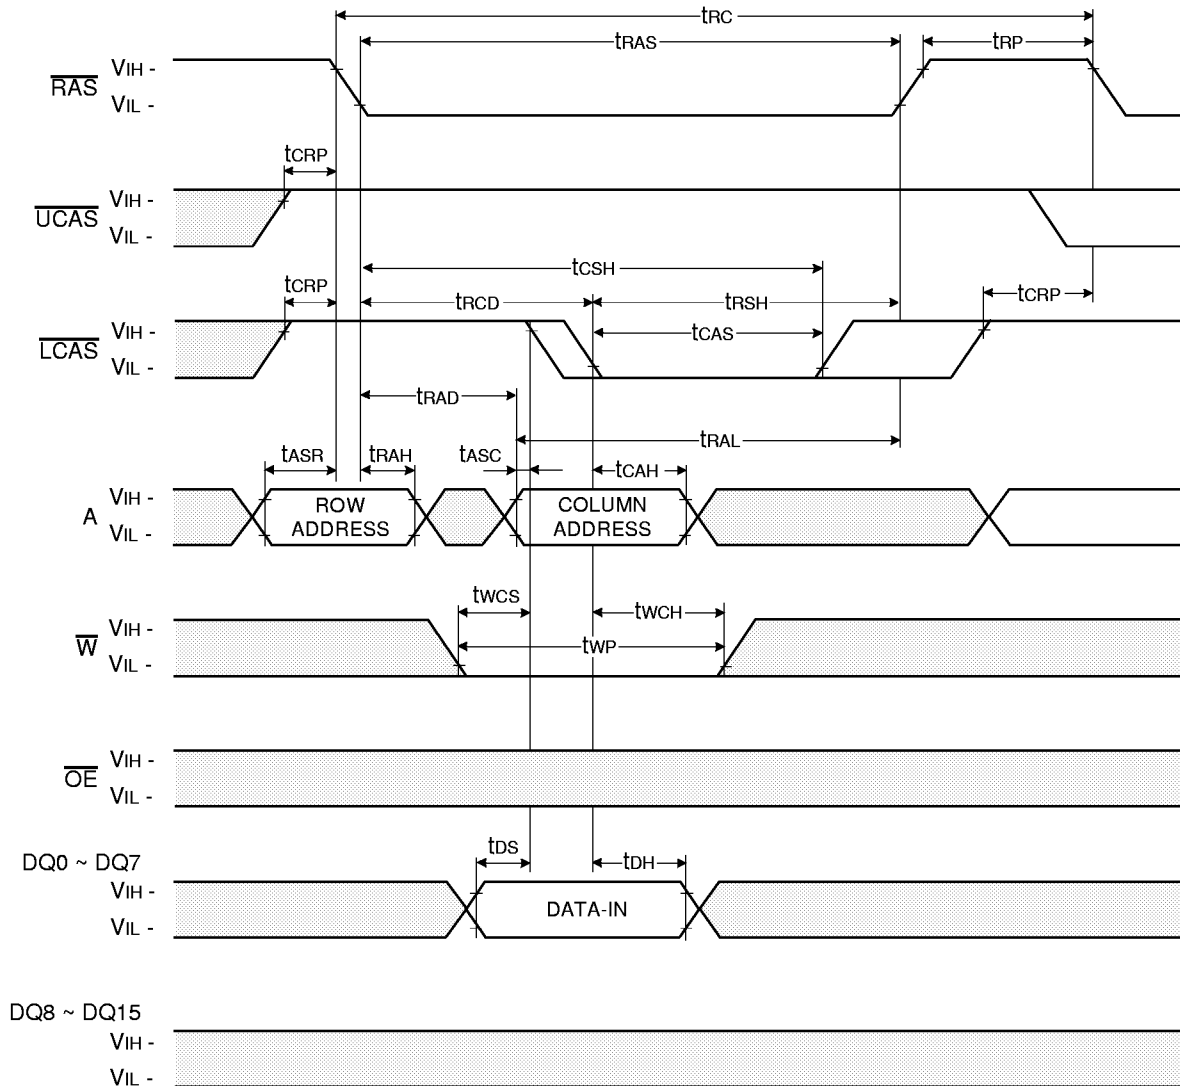 tRC
tRAS
tRP
RAS
VIH -
VIL -
tCRP
UCAS
VIH -
VIL -
tCSH
tCRP
tRCD
tRSH
tCRP
LCAS
VIH -
VIL -
tCAS
tRAD
tRAL
tASR
tRAH
tASC
tCAH
A
VIH -
VIL -
ROW
ADDRESS
COLUMN
ADDRESS
tWCS
tWCH
W
VIH -
VIL -
tWP
OE
VIH -
VIL -
tDS
tDH
DQ0 ~ DQ7
VIH -
VIL -
DATA-IN
DQ8 ~ DQ15
VIH -
VIL -